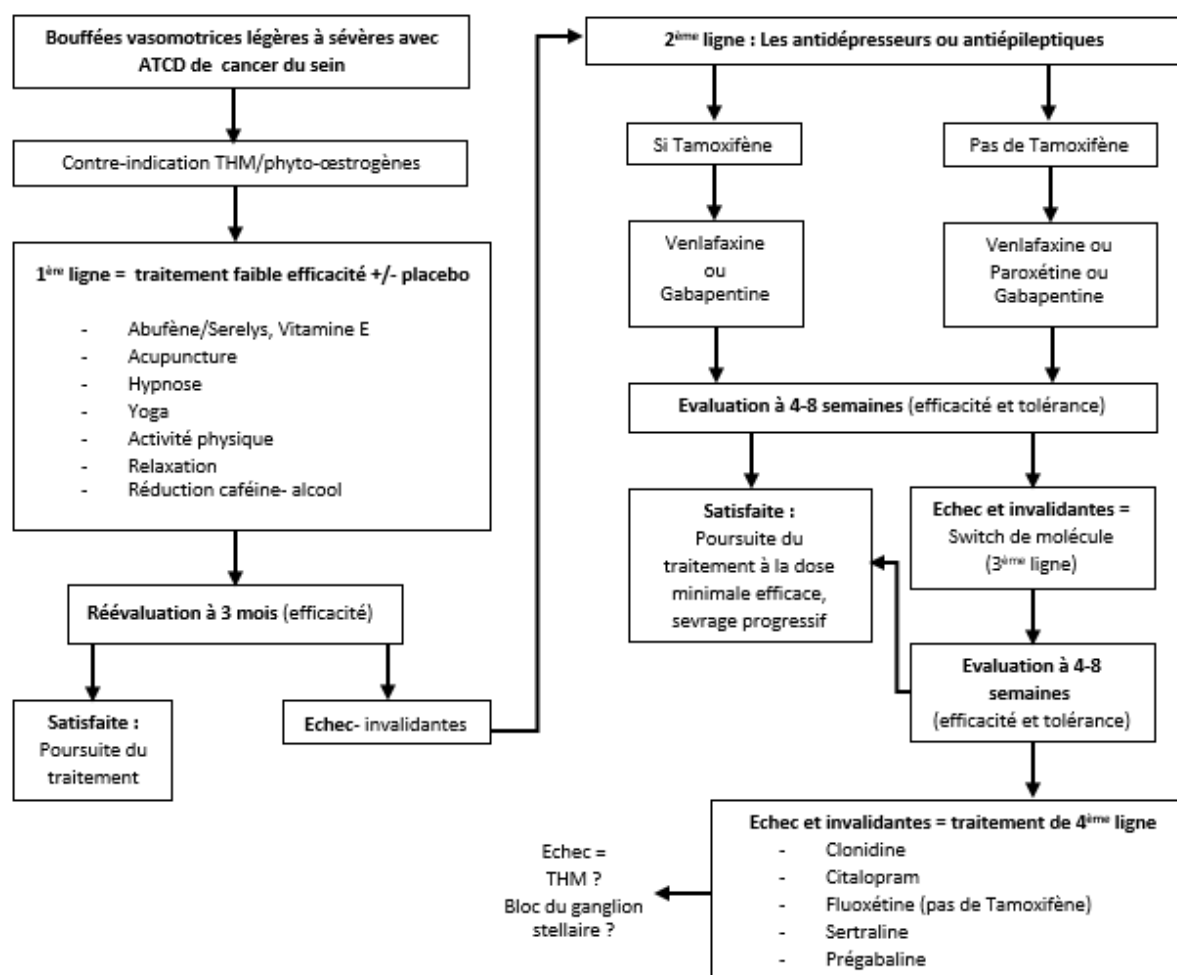 Bouffées vasomotrices légères à sévères avec
ATCD de cancer du sein
Contre-indication THM/phyto-œstrogènes
1ère ligne = traitement faible efficacité +/- placebo
- Abufène/Serelys, Vitamine E
- Acupuncture
- Hypnose
- Yoga
- Activité physique
- Relaxation
- Réduction caféine- alcool
Réévaluation à 3 mois (efficacité)
Satisfaite :
Poursuite du
traitement
Echec- invalidantes
2ème ligne : Les antidépresseurs ou antiépileptiques
Si Tamoxifène
Pas de Tamoxifène
Venlafaxine
ou
Gabapentine
Venlafaxine ou
Paroxétine ou
Gabapentine
Evaluation à 4-8 semaines (efficacité et tolérance)
Satisfaite :
Poursuite du
traitement à la dose
minimale efficace,
sevrage progressif
Echec et invalidantes =
Switch de molécule
(3ème ligne)
Evaluation à 4-8
semaines
(efficacité et tolérance)
Echec et invalidantes = traitement de 4ème ligne
- Clonidine
- Citalopram
- Fluoxétine (pas de Tamoxifène)
- Sertraline
- Prégabaline
Echec =
THM ?
Bloc du ganglion
stellaire ?